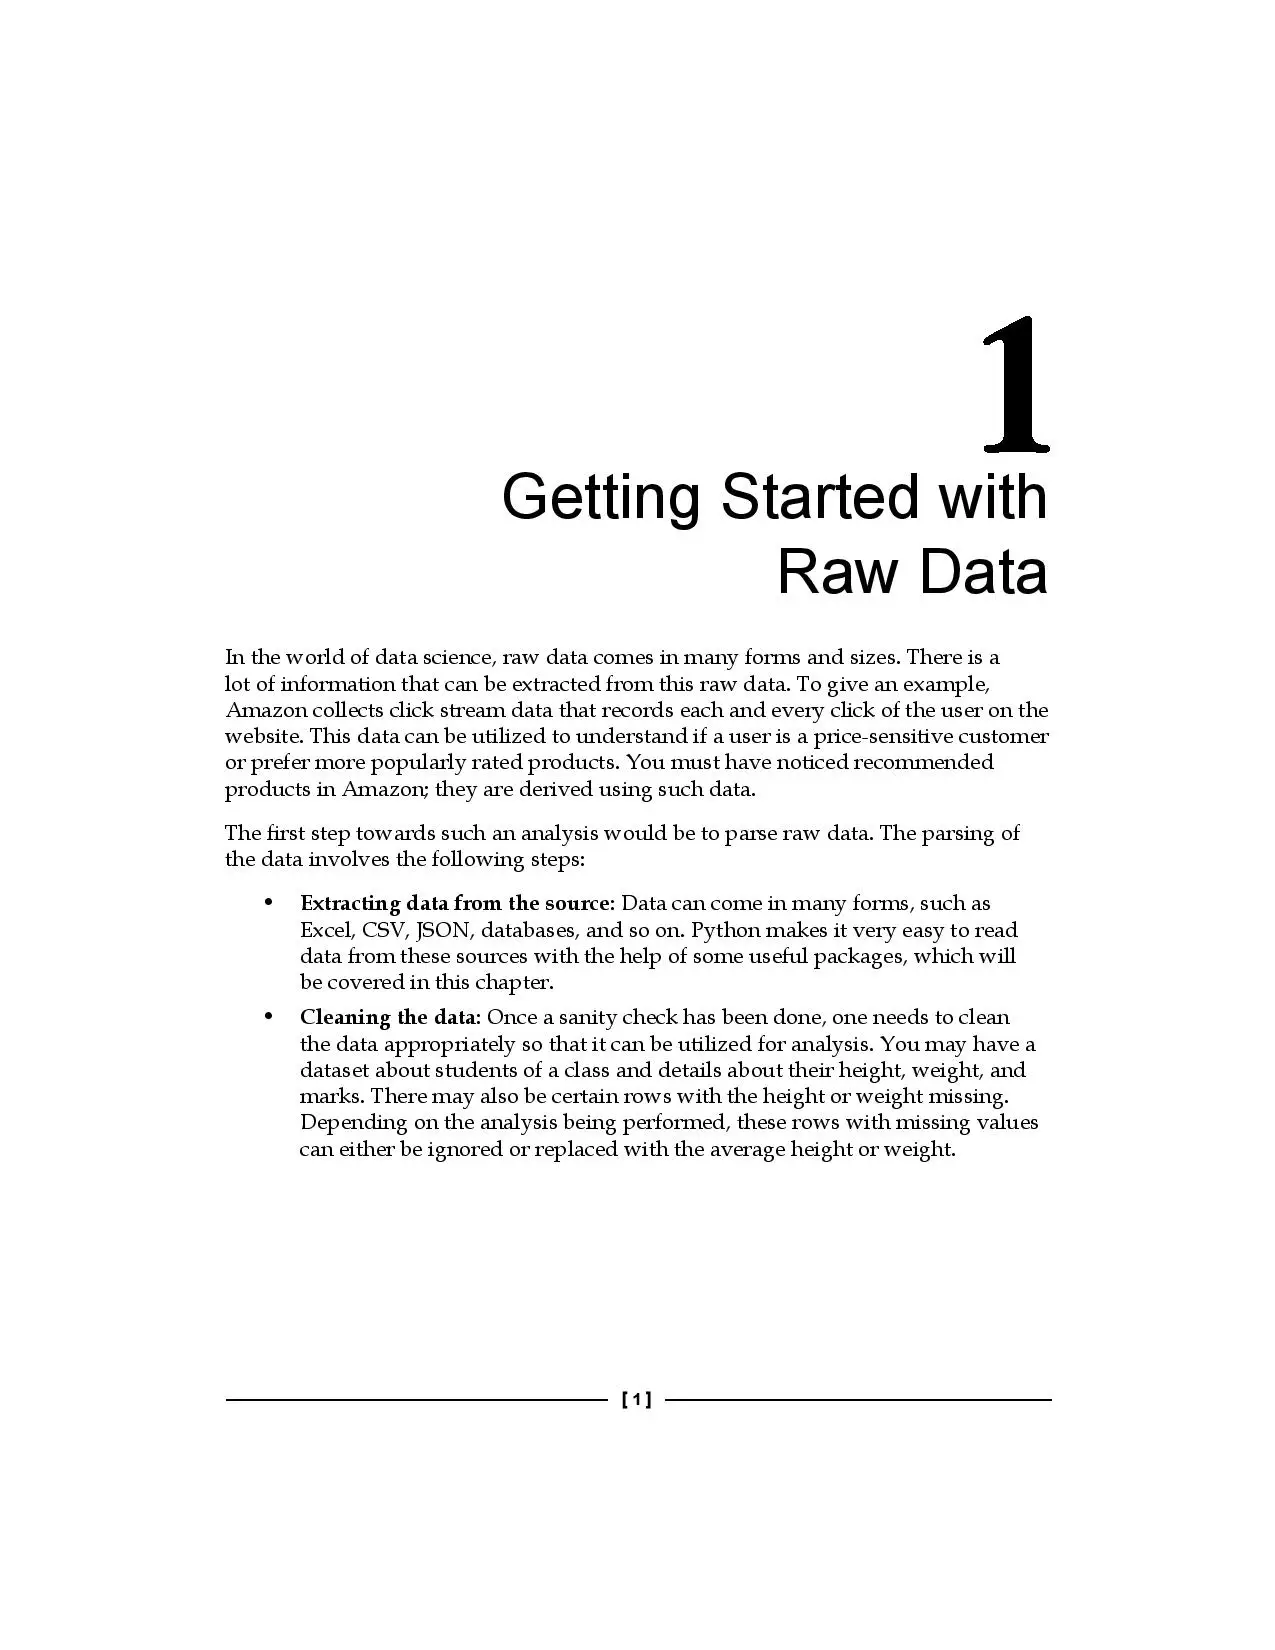 1
Getting Started with
Raw Data
In the world of data science, raw data comes in many forms and sizes. There is a
lot of information that can be extracted from this raw data. To give an example,
Amazon collects click stream data that records each and every click of the user on the
website. This data can be utilized to understand if a user is a price-sensitive customer
or prefer more popularly rated products. You must have noticed recommended
products in Amazon; they are derived using such data.
The first step towards such an analysis would be to parse raw data. The parsing of
the data involves the following steps:
• Extracting data from the source: Data can come in many forms, such as
Excel, CSV, JSON, databases, and so on. Python makes it very easy to read
data from these sources with the help of some useful packages, which will
be covered in this chapter.
• Cleaning the data: Once a sanity check has been done, one needs to clean
the data appropriately so that it can be utilized for analysis. You may have a
dataset about students of a class and details about their height, weight, and
marks. There may also be certain rows with the height or weight missing.
Depending on the analysis being performed, these rows with missing values
can either be ignored or replaced with the average height or weight.
[ 1 ]